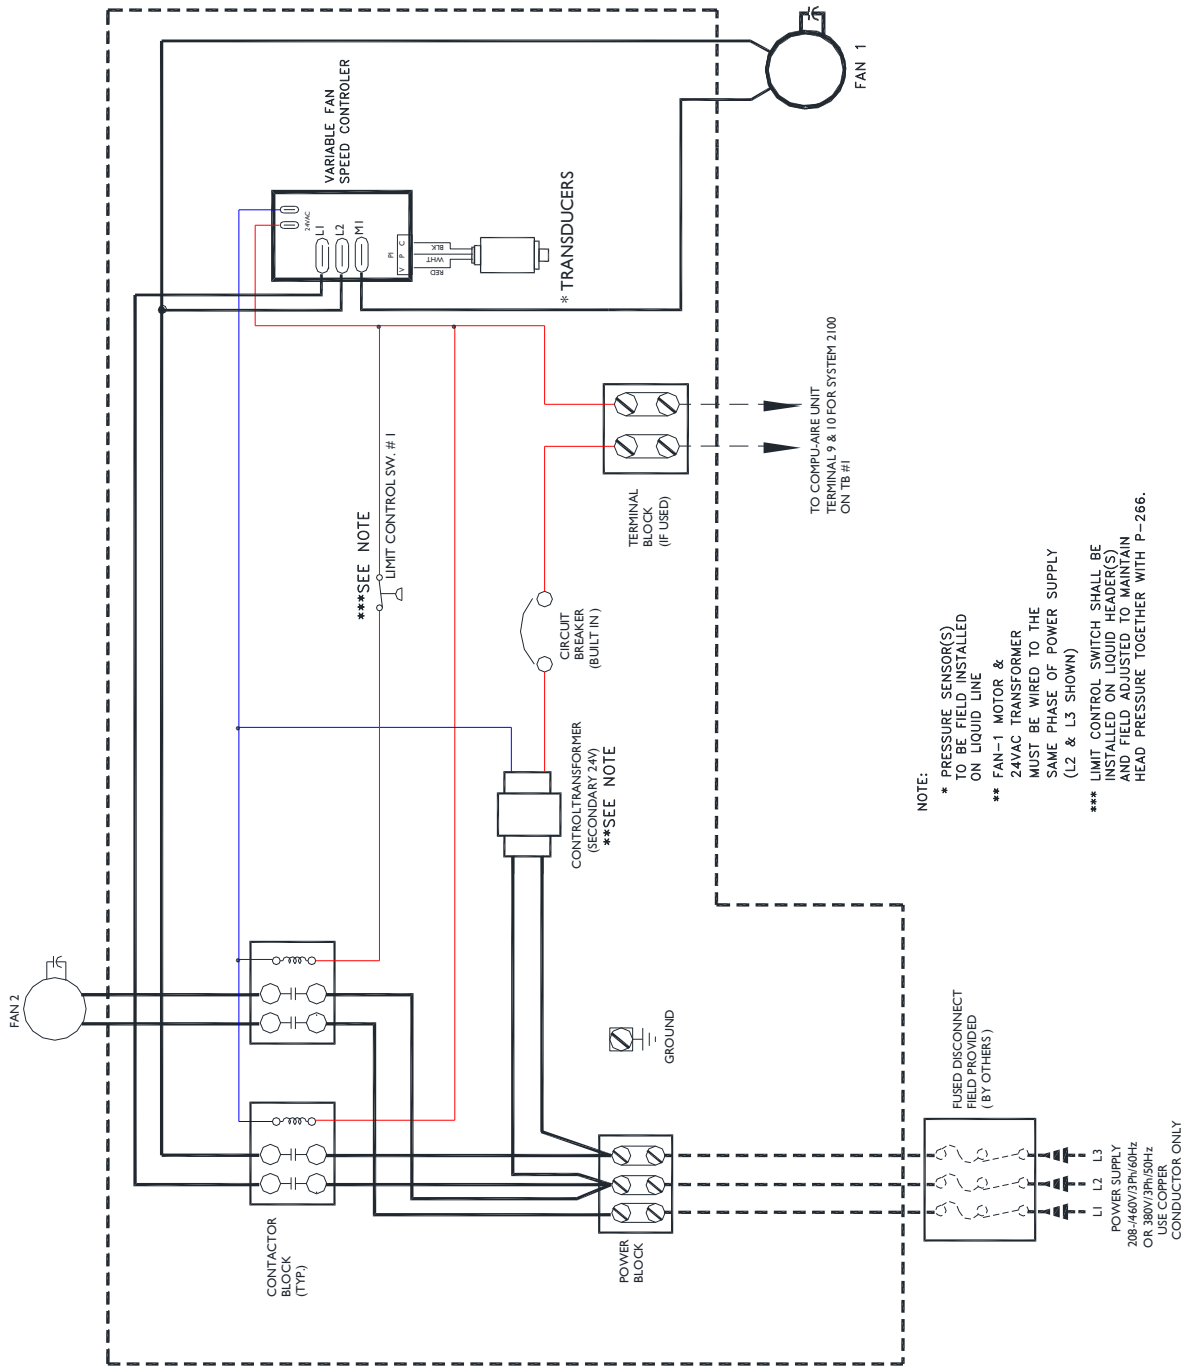 FAN 1
VARIABLE FAN
SPEED CONTROLER
24VAC
L1
L2
M1
P1
V P C
RED
WHT
BLK
* TRANSDUCERS
TO COMPU-AIRE UNIT
TERMINAL 9 & 10 FOR SYSTEM 2100
ON TB #1
TERMINAL
BLOCK
(IF USED)
***SEE NOTE
LIMIT CONTROL SW. # 1
CIRCUIT
BREAKER
(BUILT IN )
CONTROLTRANSFORMER
(SECONDARY 24V)
**SEE NOTE
NOTE:
* PRESSURE SENSOR(S)
TO BE FIELD INSTALLED
ON LIQUID LINE
** FAN-1 MOTOR &
24VAC TRANSFORMER
MUST BE WIRED TO THE
SAME PHASE OF POWER SUPPLY
(L2 & L3 SHOWN)
*** LIMIT CONTROL SWITCH SHALL BE
INSTALLED ON LIQUID HEADER(S)
AND FIELD ADJUSTED TO MAINTAIN
HEAD PRESSURE TOGETHER WITH P-266.
FAN 2
GROUND
FUSED DISCONNECT
FIELD PROVIDED
( BY OTHERS )
CONTACTOR
BLOCK
(TYP.)
POWER
BLOCK
L1
L2
L3
POWER SUPPLY
208-/460V/3Ph/60Hz
OR 380V/3Ph/50Hz
USE COPPER
CONDUCTOR ONLY